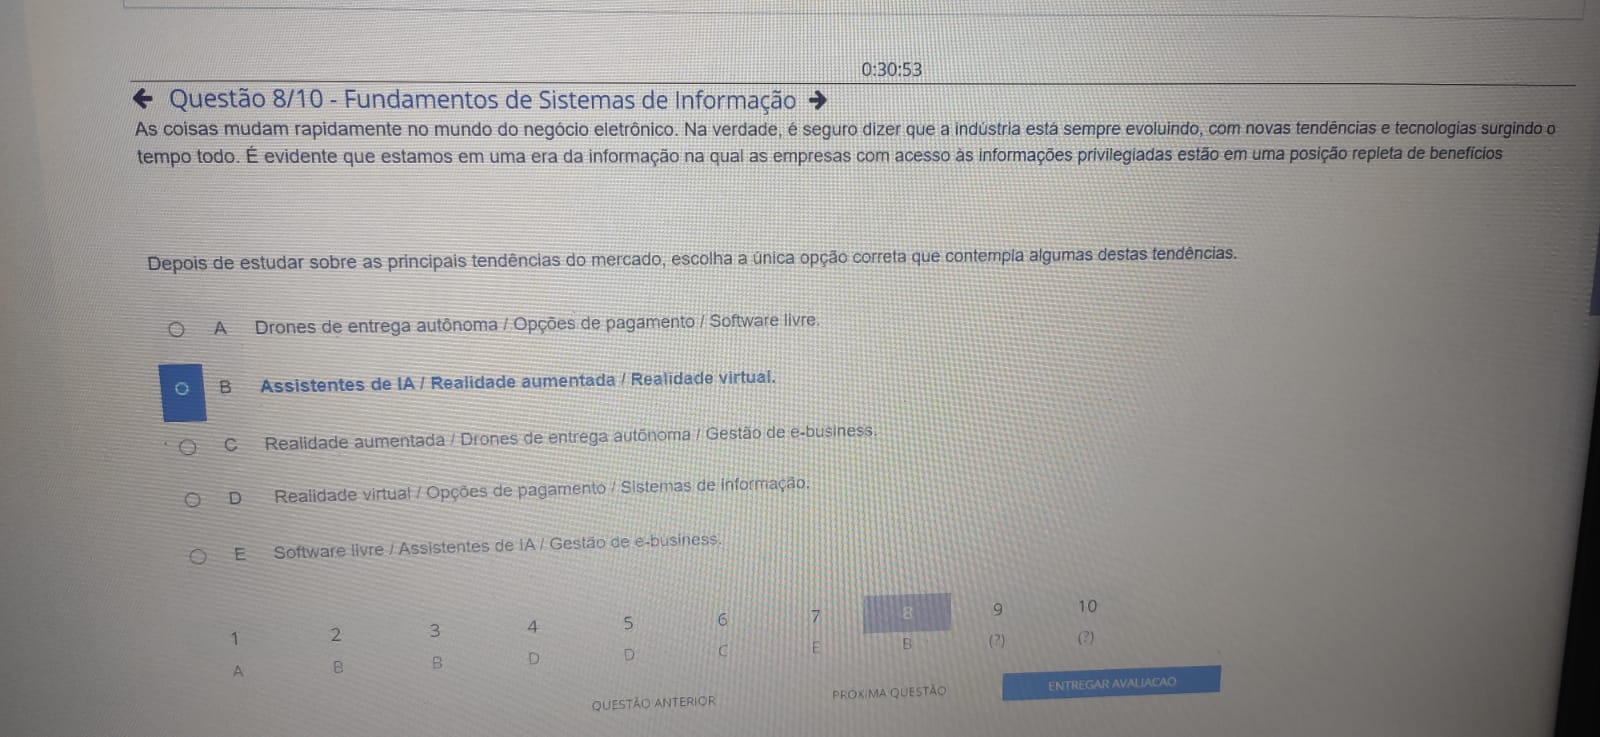 0:30:53
← Questão 8/10 - Fundamentos de Sistemas de Informação →
As coisas mudam rapidamente no mundo do negócio eletrônico. Na verdade, é seguro dizer que a indústria está sempre evoluindo, com novas tendências e tecnologias surgindo o
tempo todo. É evidente que estamos em uma era da informação na qual as empresas com acesso às informações privilegiadas estão em uma posição repleta de benefícios
Depois de estudar sobre as principais tendências do mercado, escolha a única opção correta que contempla algumas destas tendências.
A Drones de entrega autônoma / Opções de pagamento / Software livre.
B Assistentes de IA / Realidade aumentada / Realidade virtual.
C Realidade aumentada / Drones de entrega autônoma / Gestão de e-business.
D Realidade virtual / Opções de pagamento / Sistemas de informação.
E Software livre / Assistentes de IA / Gestão de e-business.
1 2 3 4 5 6 7 8 9 10
A B B D D C E B (?) (?)
QUESTÃO ANTERIOR PRÓXIMA QUESTÃO ENTREGAR AVALIACAO